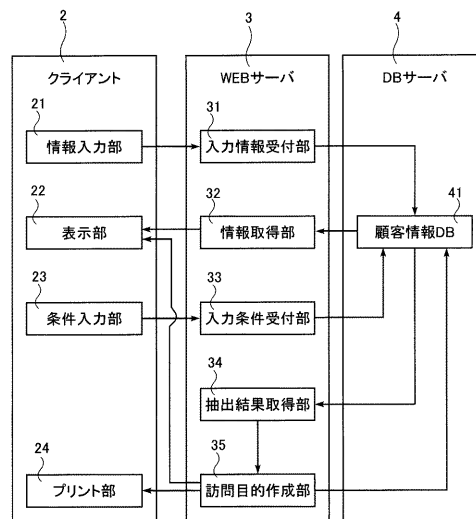 2
クライアント
21
情報入力部
22
表示部
23
条件入力部
24
プリント部
3
WEBサーバ
31
入力情報受付部
32
情報取得部
33
入力条件受付部
34
抽出結果取得部
35
訪問目的作成部
4
DBサーバ
41
顧客情報DB